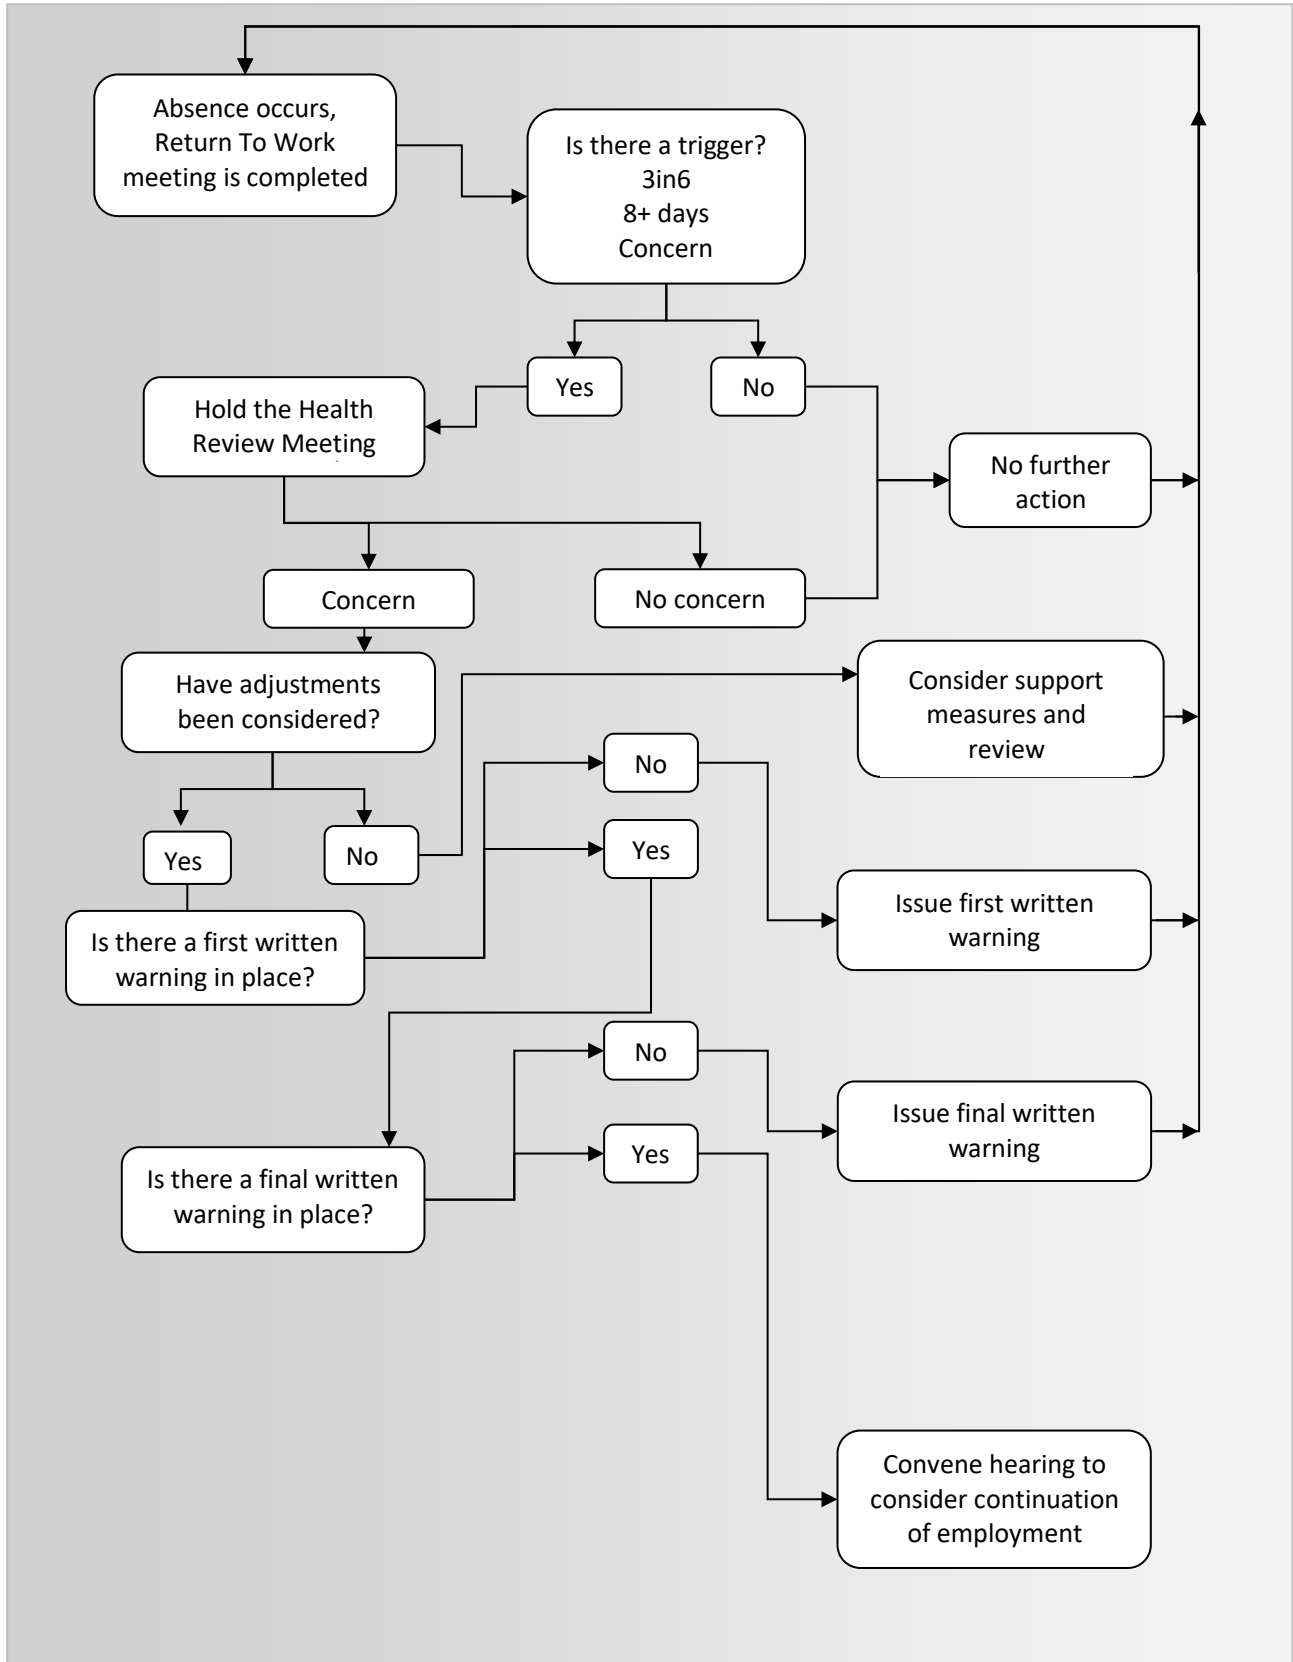 Absence occurs,
Return To Work
meeting is completed
Is there a trigger?
3in6
8+ days
Concern
Yes
No
Hold the Health
Review Meeting
No further
action
Concern
No concern
Have adjustments
been considered?
Consider support
measures and
review
No
Yes
No
Yes
Issue first written
warning
Is there a first written
warning in place?
No
Issue final written
warning
Yes
Is there a final written
warning in place?
Convene hearing to
consider continuation
of employment